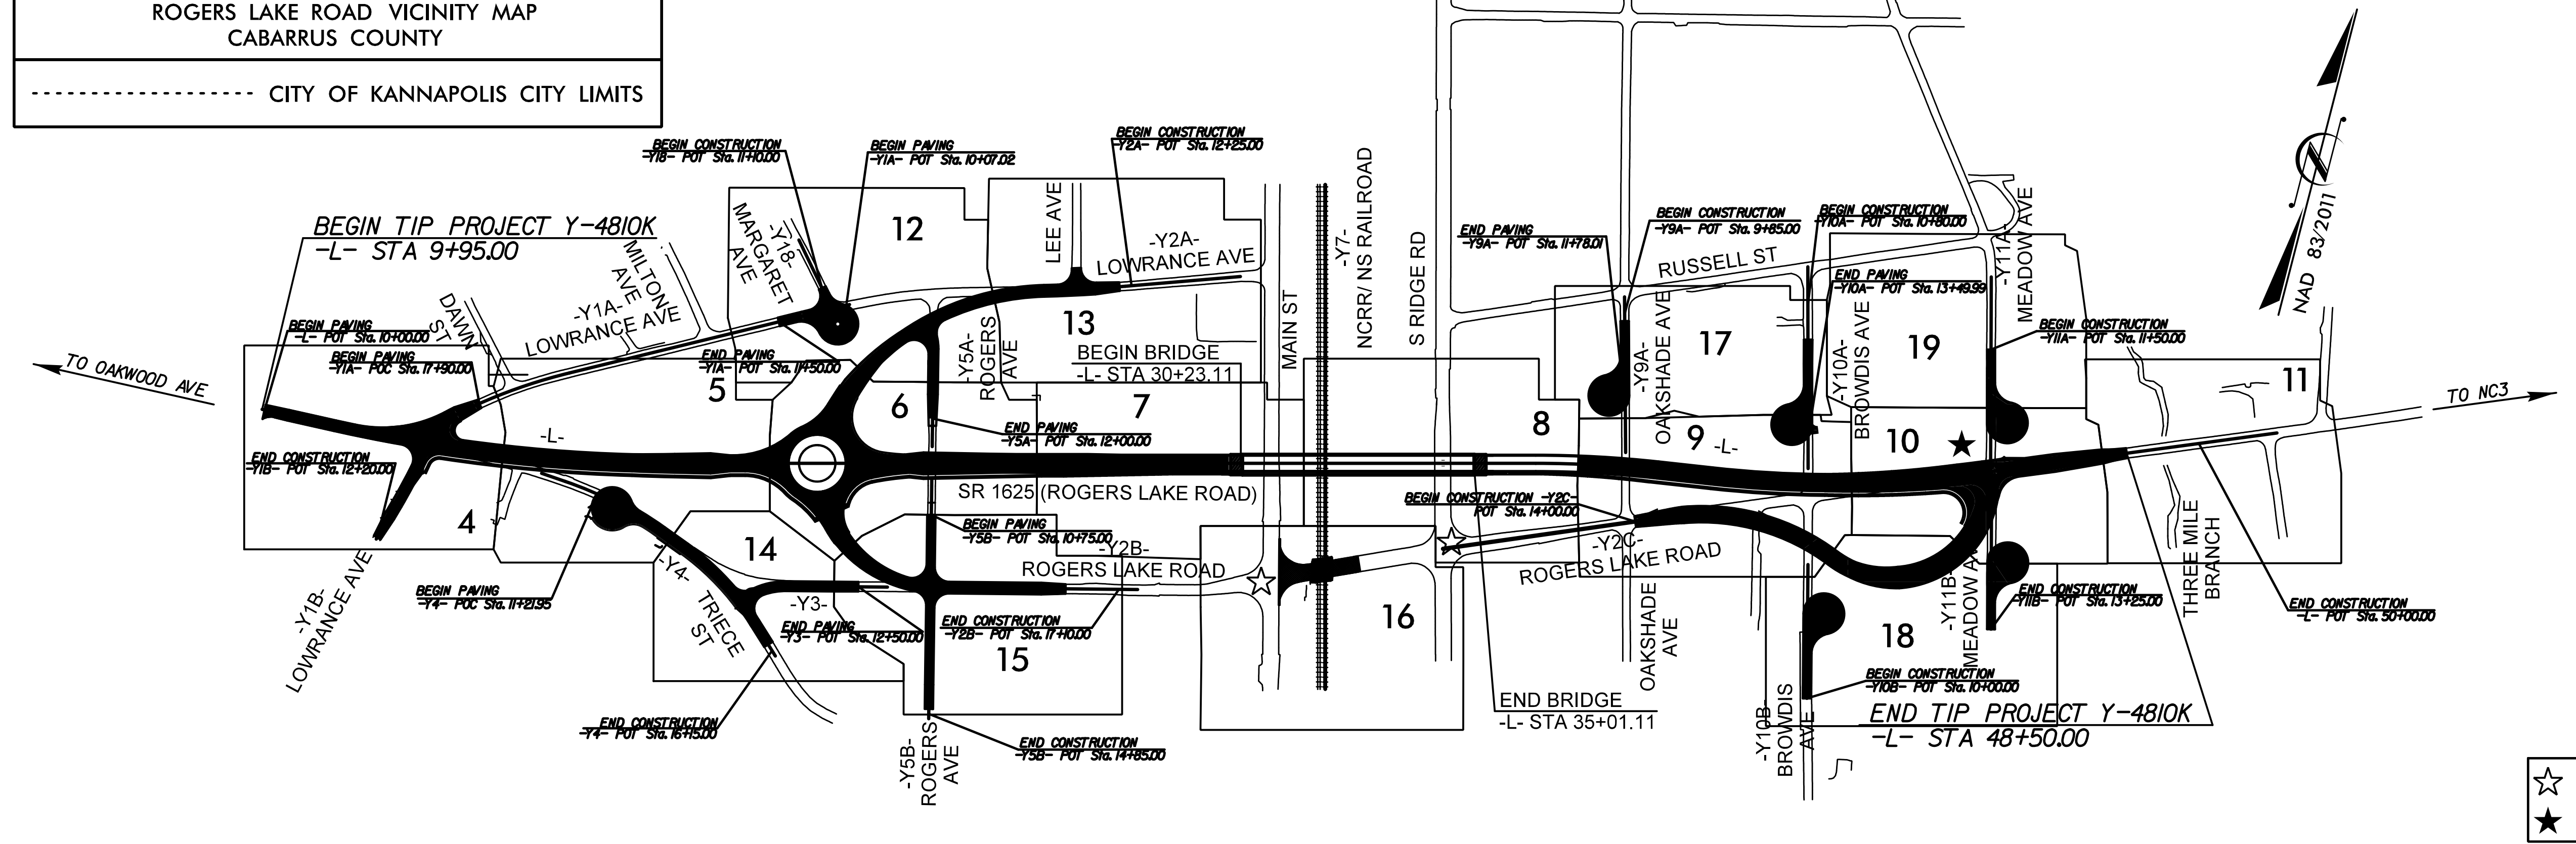 ROGERS LAKE ROAD VICINITY MAP
CABARRUS COUNTY
CITY OF KANNAPOLIS CITY LIMITS
BEGIN TIP PROJECT Y-4810K
-L- STA 9+95.00
BEGIN CONSTRUCTION
-Y18- POT Sta. 11+10.00
BEGIN PAVING
-Y1A- POT Sta. 10+07.02
BEGIN CONSTRUCTION
-Y2A- POT Sta. 12+25.00
MILTON
AVE
MARGARET
AVE
-Y18-
12
LEE AVE
-Y2A-
LOWRANCE AVE
-Y7-
NCRR/ NS RAILROAD
S RIDGE RD
MAIN ST
END PAVING
-Y9A- POT Sta. 11+78.01
BEGIN CONSTRUCTION
-Y9A- POT Sta. 9+85.00
BEGIN CONSTRUCTION
-Y10A- POT Sta. 10+80.00
RUSSELL ST
END PAVING
-Y10A- POT Sta. 13+49.99
-Y11A-
MEADOW AVE
NAD 83/2011
N
TO OAKWOOD AVE
BEGIN PAVING
-L- POT Sta. 10+00.00
BEGIN PAVING
-Y1A- POC Sta. 17+90.00
DAWN
ST
-Y1A-
LOWRANCE AVE
END PAVING
-Y1A- POT Sta. 11+50.00
5
13
-Y5A-
ROGERS
AVE
BEGIN BRIDGE
-L- STA 30+23.11
6
7
8
-Y9A-
OAKSHADE AVE
17
-Y10A-
BROWDIS AVE
19
BEGIN CONSTRUCTION
-Y11A- POT Sta. 11+50.00
11
TO NC3
END PAVING
-Y5A- POT Sta. 12+00.00
-L-
9
-L-
10
END CONSTRUCTION
-Y1B- POT Sta. 12+20.00
4
SR 1625 (ROGERS LAKE ROAD)
BEGIN CONSTRUCTION -Y2C-
POT Sta. 14+00.00
BEGIN PAVING
-Y5B- POT Sta. 10+75.00
14
-Y2B-
ROGERS LAKE ROAD
-Y2C-
ROGERS LAKE ROAD
THREE MILE
BRANCH
-Y1B-
LOWRANCE AVE
BEGIN PAVING
-Y4- POC Sta. 11+21.95
-Y4-
TRIECE
ST
-Y3-
END PAVING
-Y3- POT Sta. 12+50.00
END CONSTRUCTION
-Y2B- POT Sta. 17+10.00
15
16
OAKSHADE
AVE
18
-Y11B-
MEADOW AV
END CONSTRUCTION
-Y11B- POT Sta. 13+25.00
END CONSTRUCTION
-L- POT Sta. 50+00.00
BEGIN CONSTRUCTION
-Y10B- POT Sta. 10+00.00
END BRIDGE
-L- STA 35+01.11
END TIP PROJECT Y-4810K
-L- STA 48+50.00
END CONSTRUCTION
-Y4- POT Sta. 16+15.00
-Y5B-
ROGERS
AVE
END CONSTRUCTION
-Y5B- POT Sta. 14+85.00
-Y10B-
BROWDIS
AVE